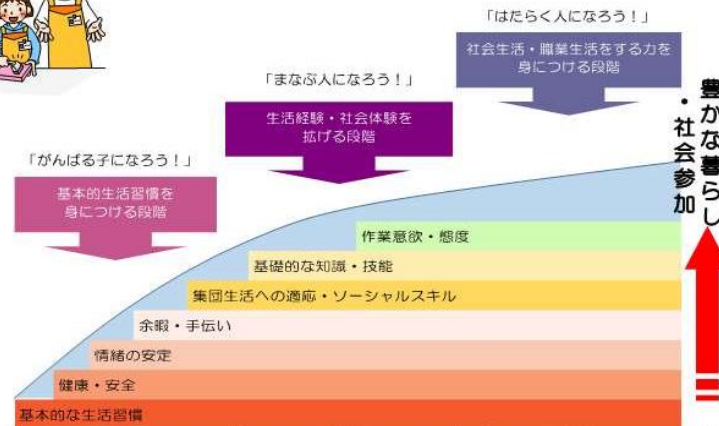 「はたらく人になろう！」
社会生活・職業生活をする力を
身につける段階
「まなぶ人になろう！」
生活経験・社会体験を
拡げる段階
「がんばる子になろう！」
基本的生活習慣を
身につける段階
豊かな暮らし
・社会参加
作業意欲・態度
基礎的な知識・技能
集団生活への適応・ソーシャルスキル
余暇・手伝い
情緒の安定
健康・安全
基本的な生活習慣